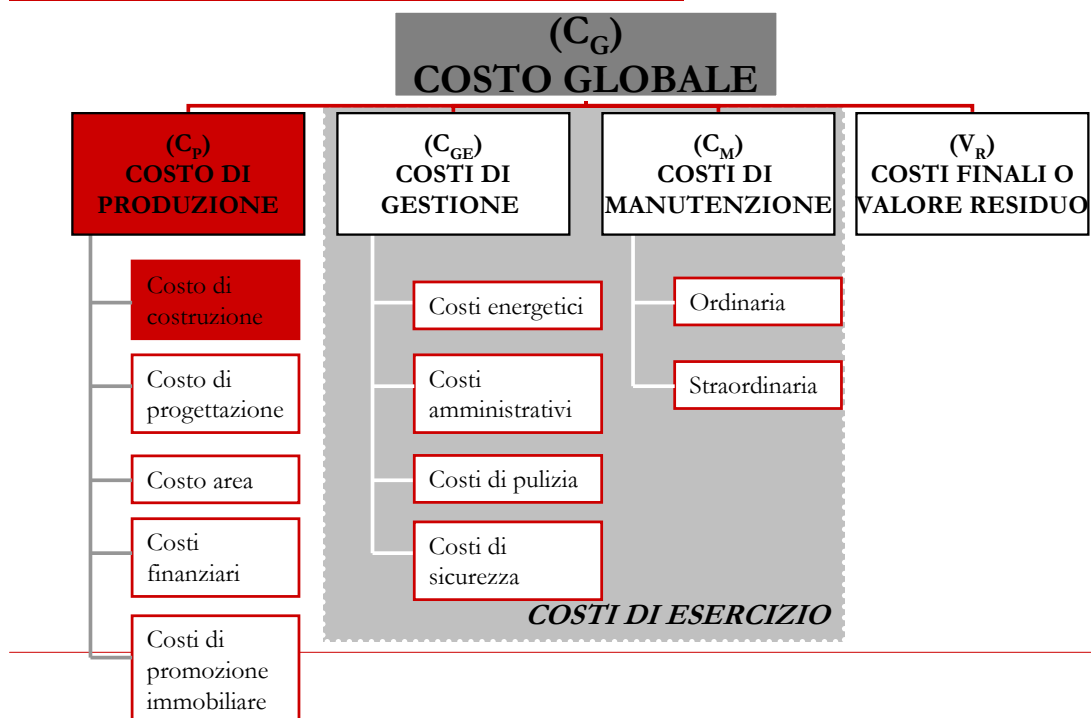 (CG)
COSTO GLOBALE
(CP)
COSTO DI
PRODUZIONE
(CGE)
COSTI DI
GESTIONE
(CM)
COSTI DI
MANUTENZIONE
(VR)
COSTI FINALI O
VALORE RESIDUO
Costo di
costruzione
Costo di
progettazione
Costo area
Costi
finanziari
Costi di
promozione
immobiliare
Costi energetici
Costi
amministrativi
Costi di pulizia
Costi di
sicurezza
Ordinaria
Straordinaria
COSTI DI ESERCIZIO